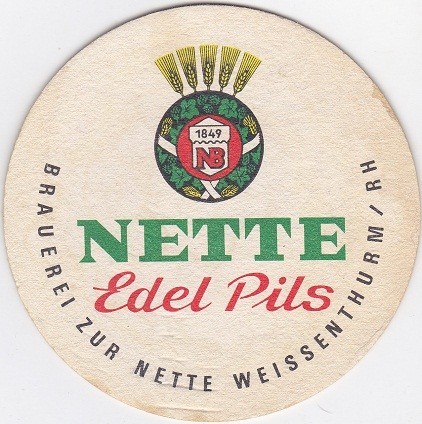 1849
NB
NETTE
Edel Pils
BRAUEREI ZUR NETTE WEISSENTHURM/RH